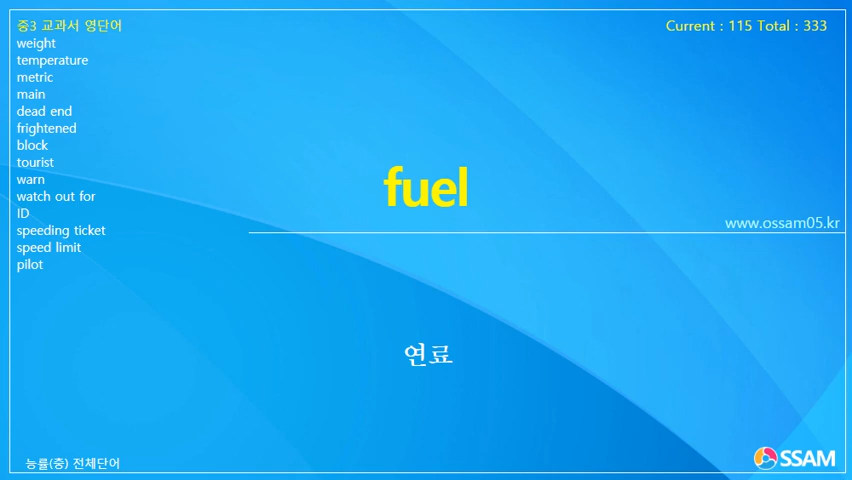 중3 교과서 영단어
Current : 115 Total : 333
weight
temperature
metric
main
dead end
frightened
block
tourist
warn
watch out for
ID
speeding ticket
speed limit
pilot
fuel
www.ossam05.kr
연료
능률(중) 전체단어
OSSAM